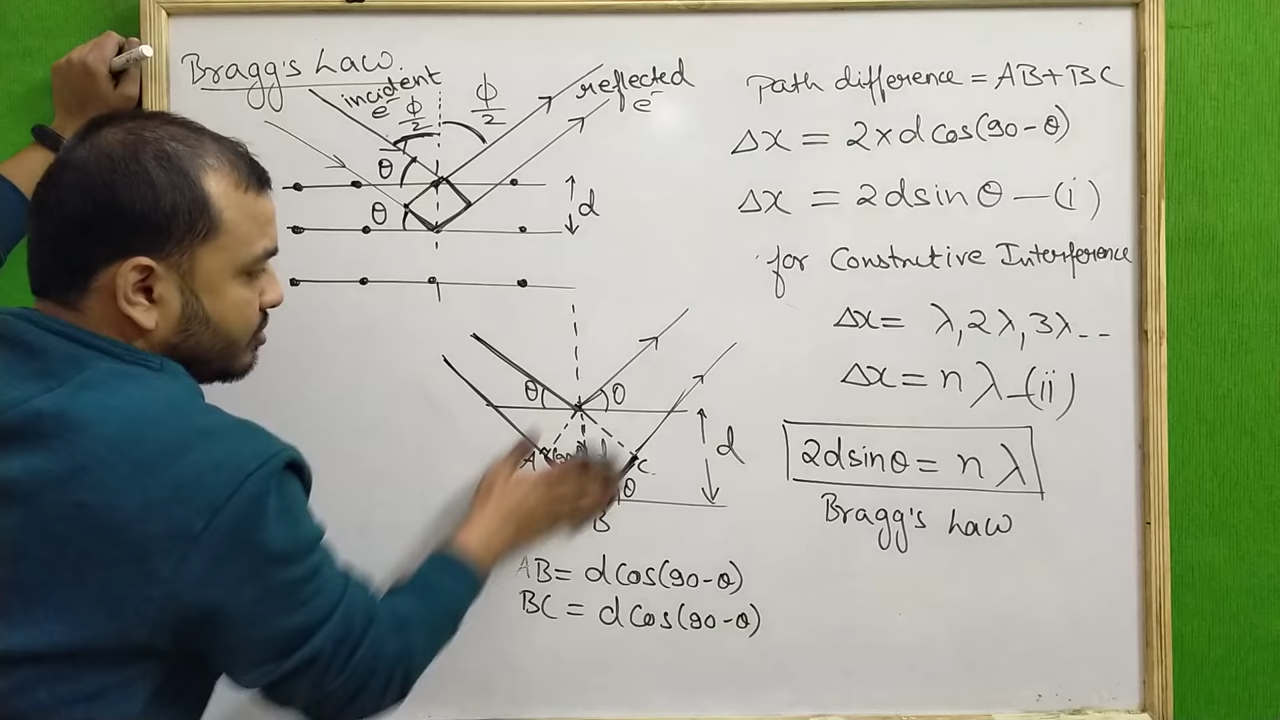 Bragg's Law.
incident
e⁻
ϕ/2
ϕ/2
reflected
e⁻
θ
θ
d
θ
θ
d
A
C
θ
B
AB = d cos(90-θ)
BC = d cos(90-θ)
Path difference = AB+BC
Δx = 2×d cos(90-θ)
Δx = 2dsinθ —(i)
for Constructive Interference
Δx = λ,2λ,3λ--
Δx = nλ-(ii)
2dsinθ = nλ
Bragg's Law